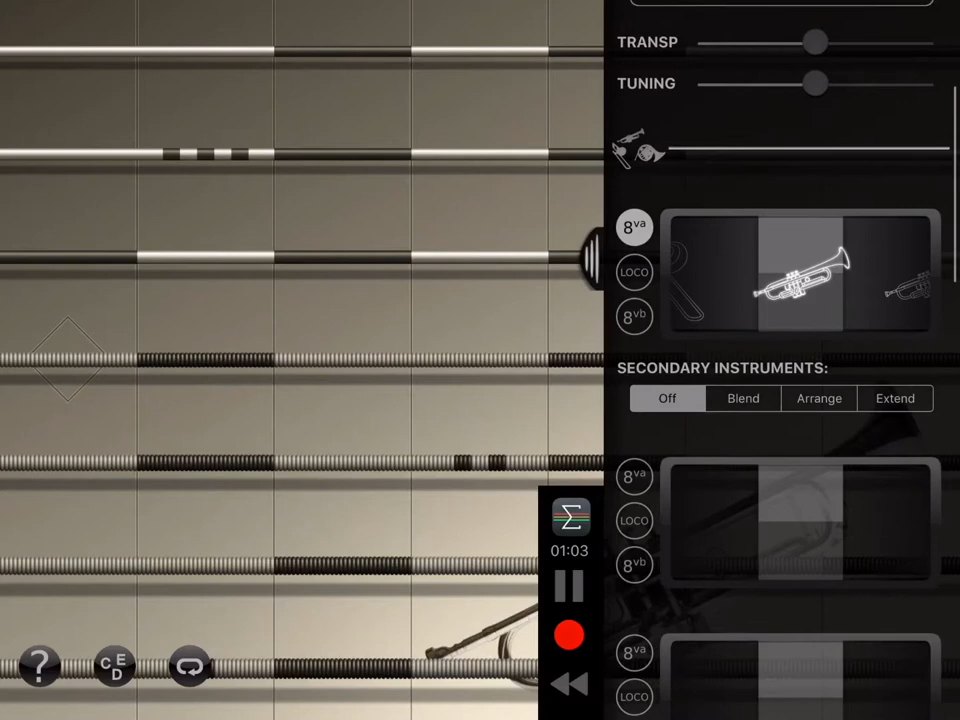 TRANSP
TUNING
8va
LOCO
8vb
SECONDARY INSTRUMENTS:
Off Blend Arrange Extend
8va
LOCO
8vb
8va
LOCO
Σ
01:03
?
C E D